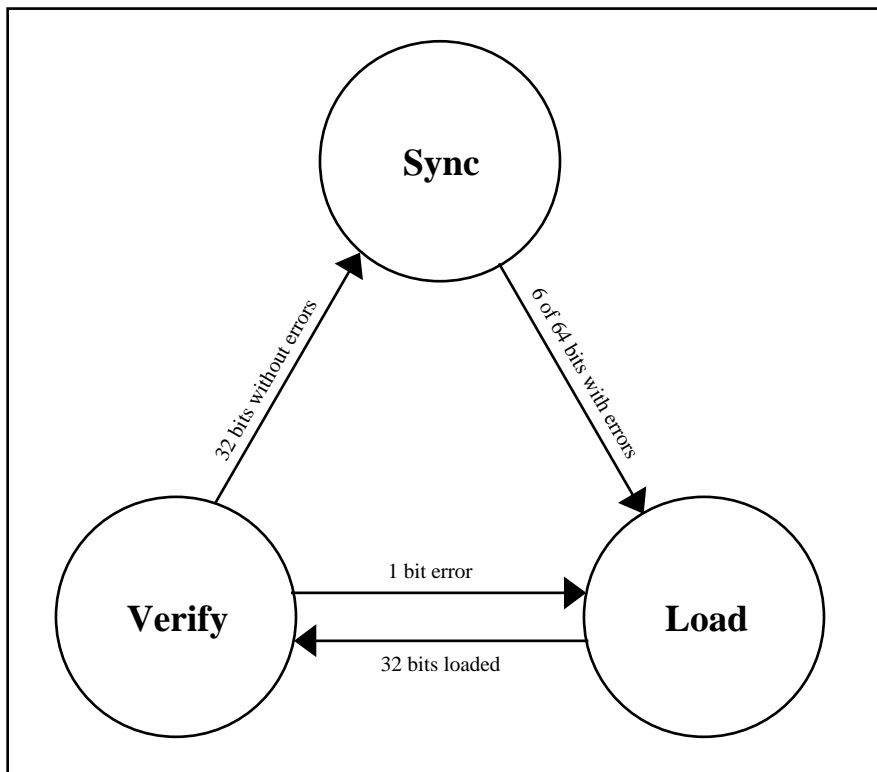 Sync
32 bits without errors
6 of 64 bits with errors
1 bit error
Verify
Load
32 bits loaded